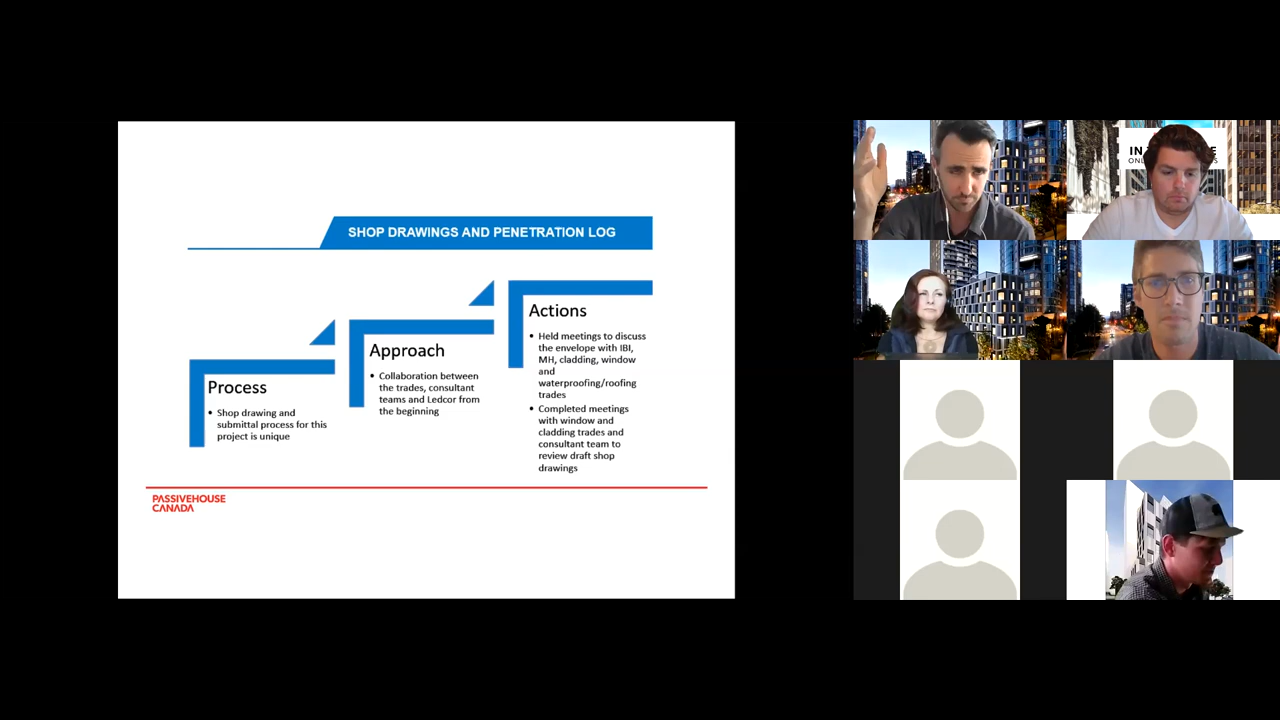 SHOP DRAWINGS AND PENETRATION LOG
Process
• Shop drawing and
submittal process for this
project is unique
Approach
• Collaboration between
the trades, consultant
teams and Ledcor from
the beginning
Actions
• Held meetings to discuss
the envelope with IBI,
MH, cladding, window
and
waterproofing/roofing
trades
• Completed meetings
with window and
cladding trades and
consultant team to
review draft shop
drawings
PASSIVEHOUSE
CANADA